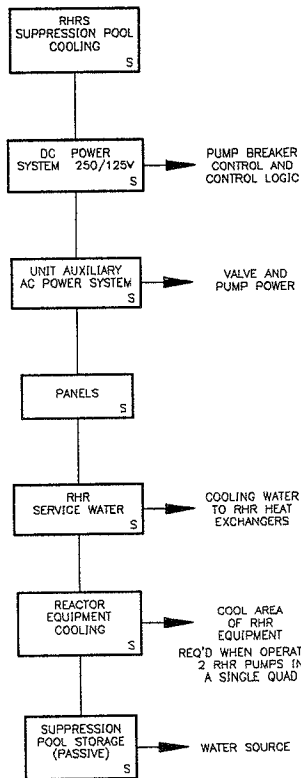 RHRS
SUPPRESSION POOL
COOLING
S
DC POWER
SYSTEM 250/125V
S
PUMP BREAKER
CONTROL AND
CONTROL LOGIC
UNIT AUXILIARY
AC POWER SYSTEM
S
VALVE AND
PUMP POWER
PANELS
S
RHR
SERVICE WATER
S
COOLING WATER
TO RHR HEAT
EXCHANGERS
REACTOR
EQUIPMENT
COOLING
S
COOL AREA
OF RHR
EQUIPMENT
REQ'D WHEN OPERAT
2 RHR PUMPS IN
A SINGLE QUAD
SUPPRESSION
POOL STORAGE
(PASSIVE)
S
WATER SOURCE